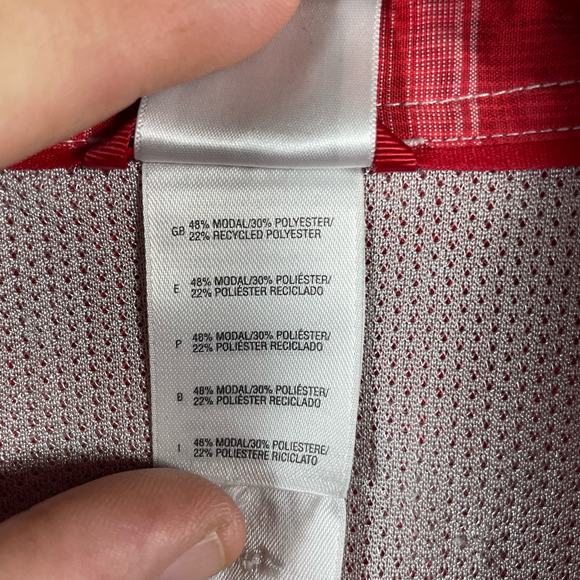 GB 48% MODAL/30% POLYESTER/
22% RECYCLED POLYESTER
E 48% MODAL/30% POLIÉSTER/
22% POLIÉSTER RECICLADO
P 48% MODAL/30% POLIÉSTER/
22% POLIÉSTER RECICLADO
B 48% MODAL/30% POLIÉSTER/
22% POLIÉSTER RECICLADO
I 48% MODAL/30% POLIESTERE/
22% POLIESTERE RICICLATO